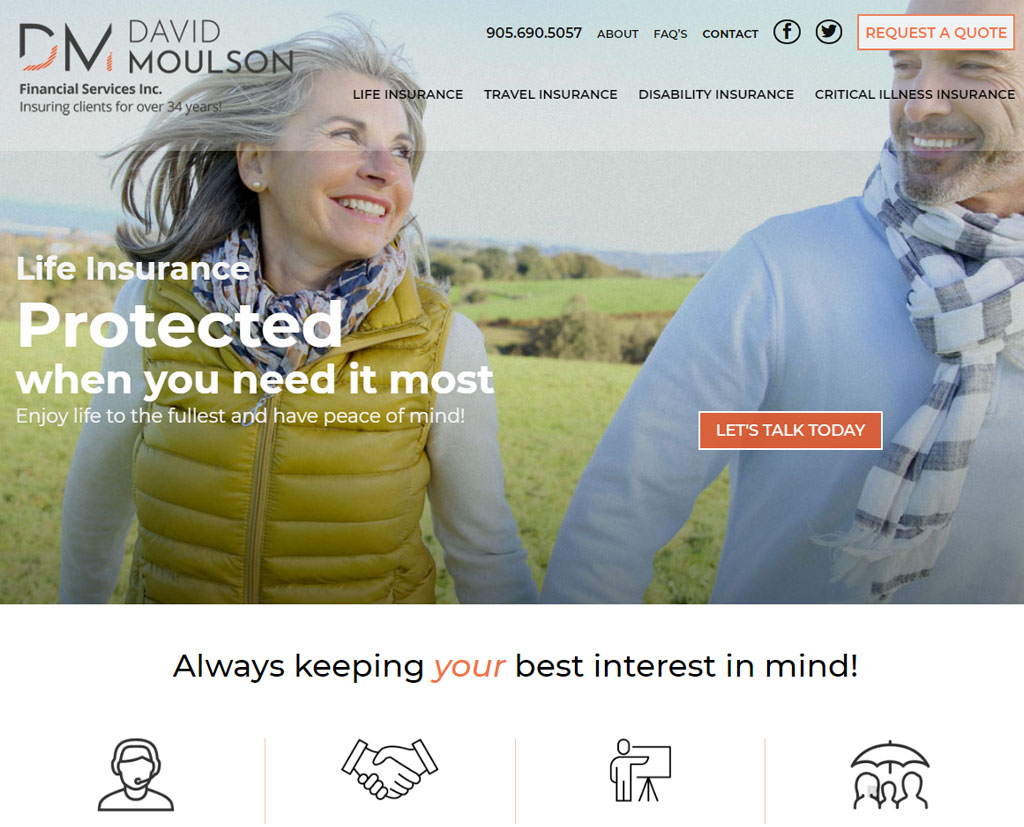 DM DAVID
MOULSON
Financial Services Inc.
Insuring clients for over 34 years!
905.690.5057 ABOUT FAQ'S CONTACT REQUEST A QUOTE
LIFE INSURANCE TRAVEL INSURANCE DISABILITY INSURANCE CRITICAL ILLNESS INSURANCE
Life Insurance
Protected
when you need it most
Enjoy life to the fullest and have peace of mind!
LET'S TALK TODAY
Always keeping your best interest in mind!